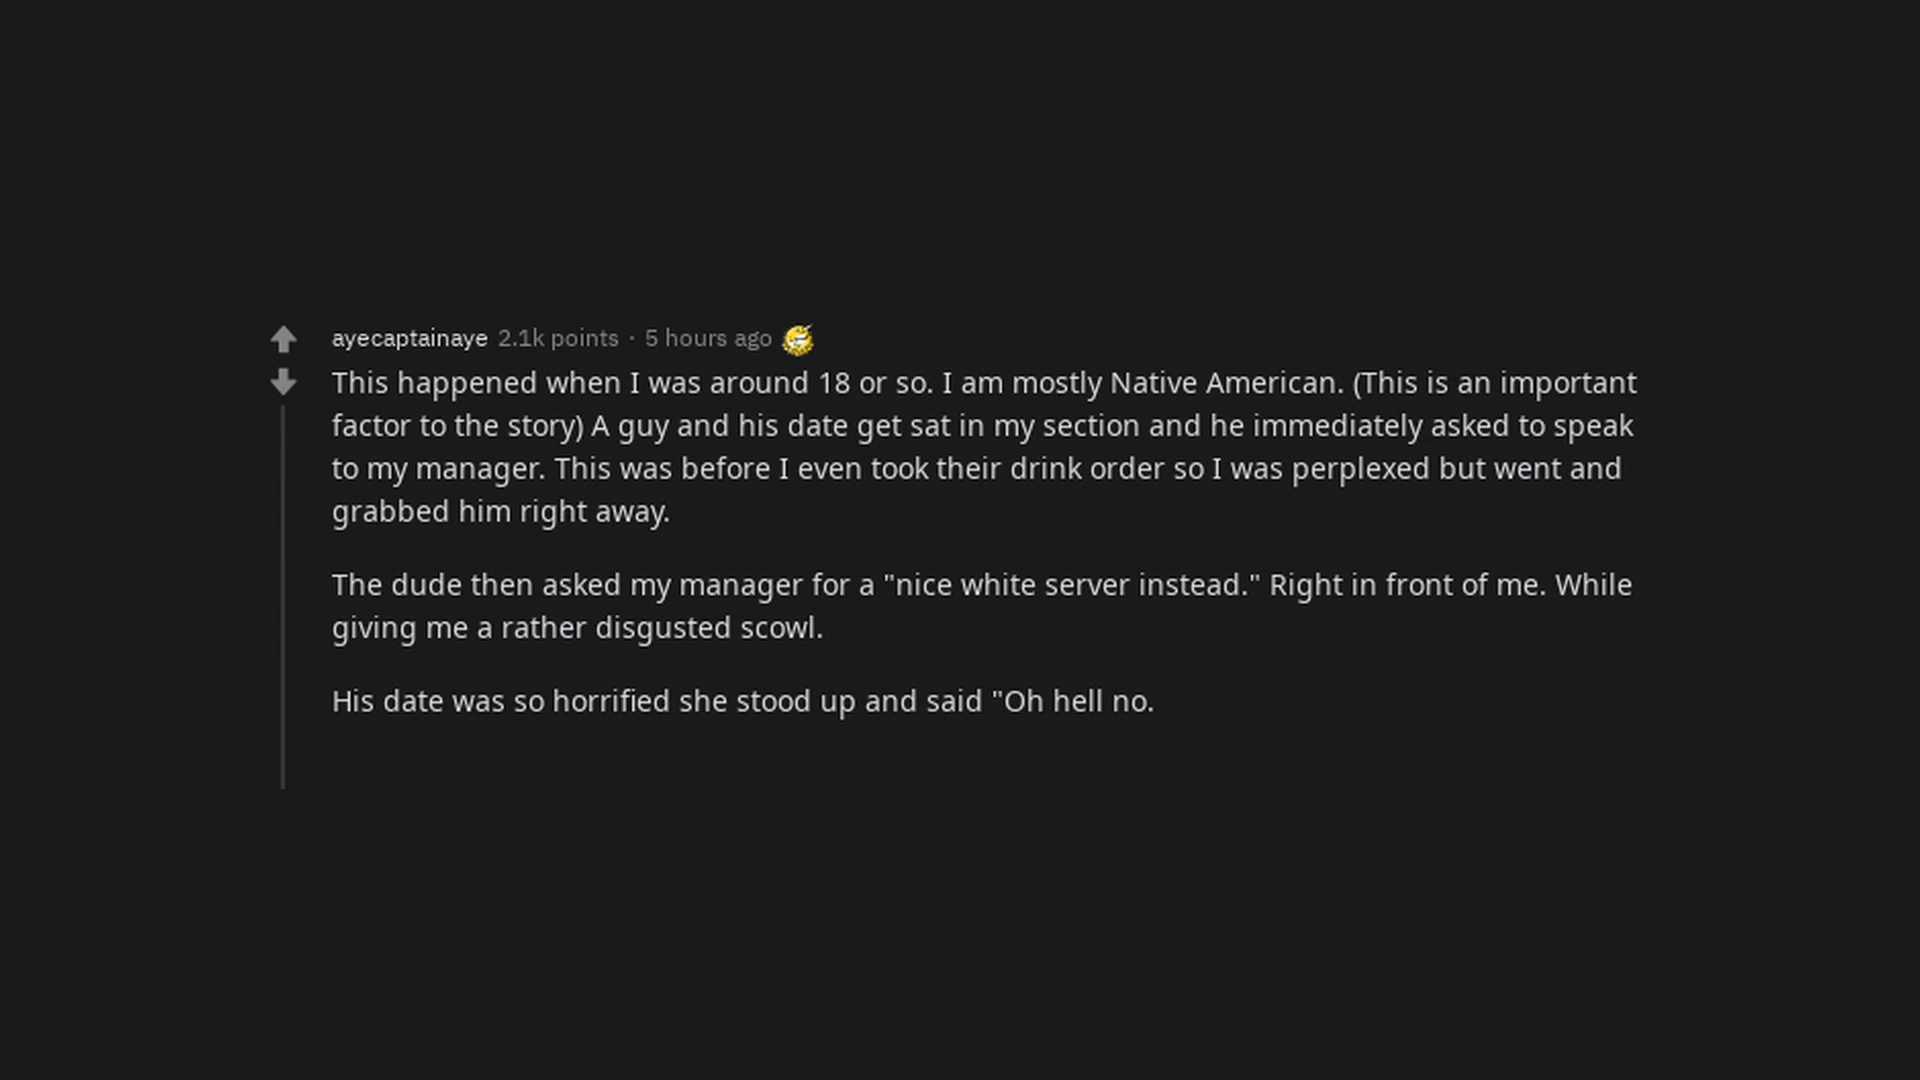 ayecaptainaye 2.1k points · 5 hours ago
This happened when I was around 18 or so. I am mostly Native American. (This is an important
factor to the story) A guy and his date get sat in my section and he immediately asked to speak
to my manager. This was before I even took their drink order so I was perplexed but went and
grabbed him right away.
The dude then asked my manager for a "nice white server instead." Right in front of me. While
giving me a rather disgusted scowl.
His date was so horrified she stood up and said "Oh hell no.